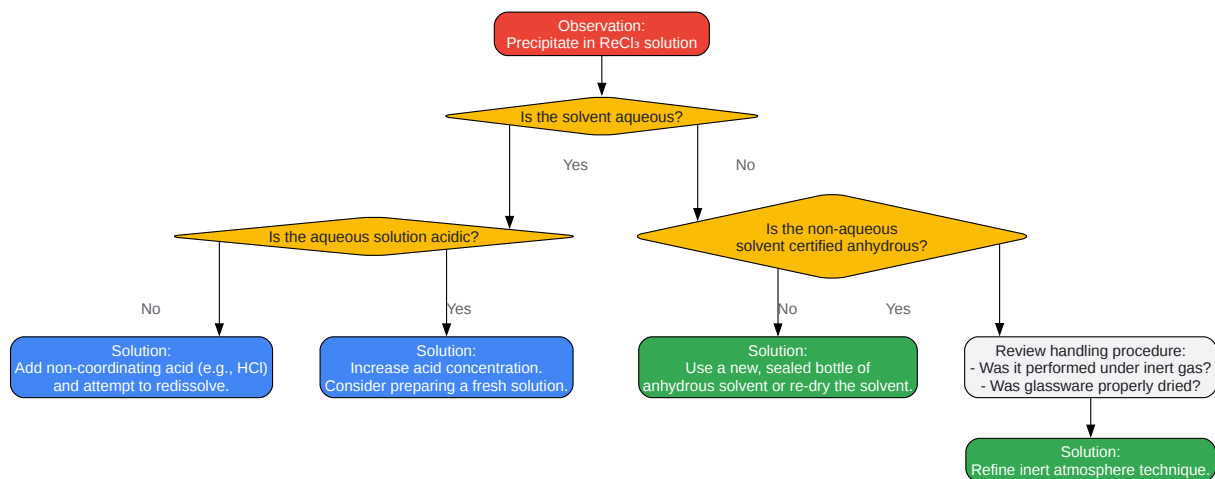 Observation:
Precipitate in ReCl₃ solution
Is the solvent aqueous?
Yes
No
Is the aqueous solution acidic?
Is the non-aqueous
solvent certified anhydrous?
No
Yes
No
Yes
Solution:
Add non-coordinating acid (e.g., HCl)
and attempt to redissolve.
Solution:
Increase acid concentration.
Consider preparing a fresh solution.
Solution:
Use a new, sealed bottle of
anhydrous solvent or re-dry the solvent.
Review handling procedure:
- Was it performed under inert gas?
- Was glassware properly dried?
Solution:
Refine inert atmosphere technique.